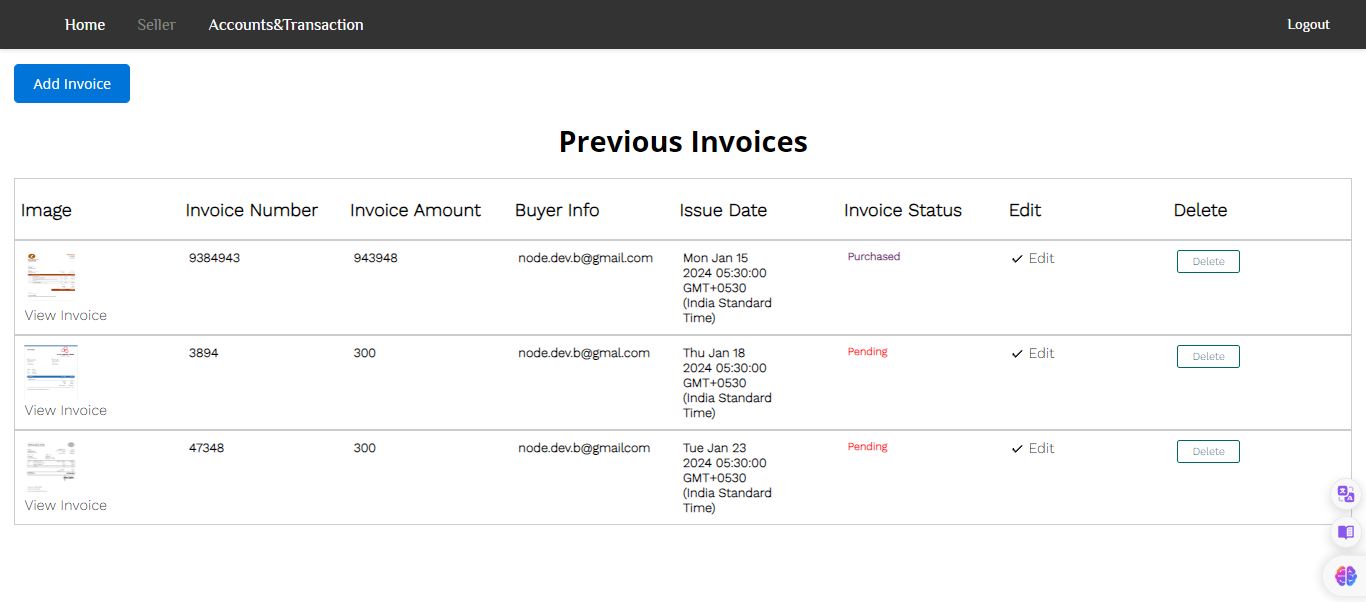 Home Seller Accounts&Transaction Logout
Add Invoice
Previous Invoices
Image Invoice Number Invoice Amount Buyer Info Issue Date Invoice Status Edit Delete
9384943 943948 node.dev.b@gmail.com Mon Jan 15 Purchased Edit Delete
2024 05:30:00
GMT+0530
(India Standard
View Invoice Time)
3894 300 node.dev.b@gmal.com Thu Jan 18 Pending Edit Delete
2024 05:30:00
GMT+0530
(India Standard
View Invoice Time)
47348 300 node.dev.b@gmailcom Tue Jan 23 Pending Edit Delete
2024 05:30:00
GMT+0530
(India Standard
View Invoice Time)